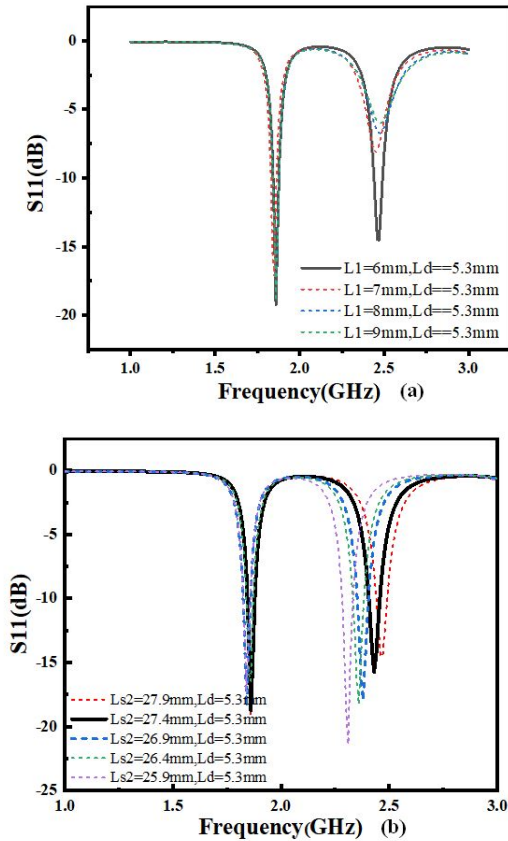 0
-5
-10
-15
-20
S11(dB)
L1=6mm,Ld==5.3mm
L1=7mm,Ld==5.3mm
L1=8mm,Ld==5.3mm
L1=9mm,Ld==5.3mm
1.0 1.5 2.0 2.5 3.0
Frequency(GHz) (a)
0
-5
-10
-15
-20
-25
S11(dB)
Ls2=27.9mm,Ld=5.3mm
Ls2=27.4mm,Ld=5.3mm
Ls2=26.9mm,Ld=5.3mm
Ls2=26.4mm,Ld=5.3mm
Ls2=25.9mm,Ld=5.3mm
1.0 1.5 2.0 2.5 3.0
Frequency(GHz) (b)